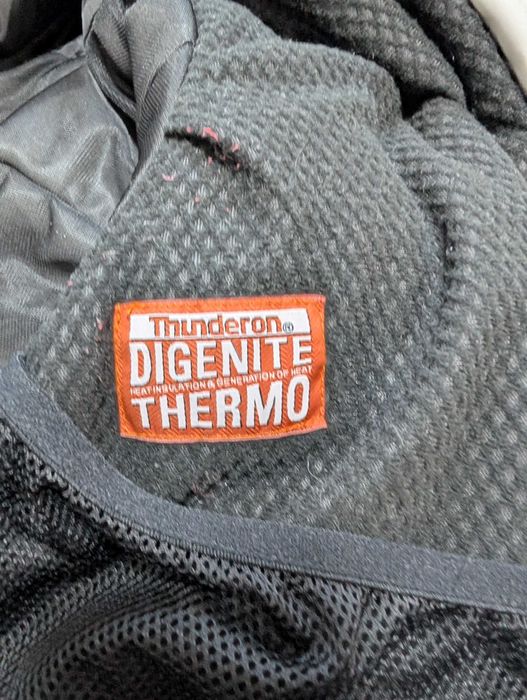 Thunderon®
DIGENITE
HEAT INSULATION & GENERATION OF HEAT
THERMO